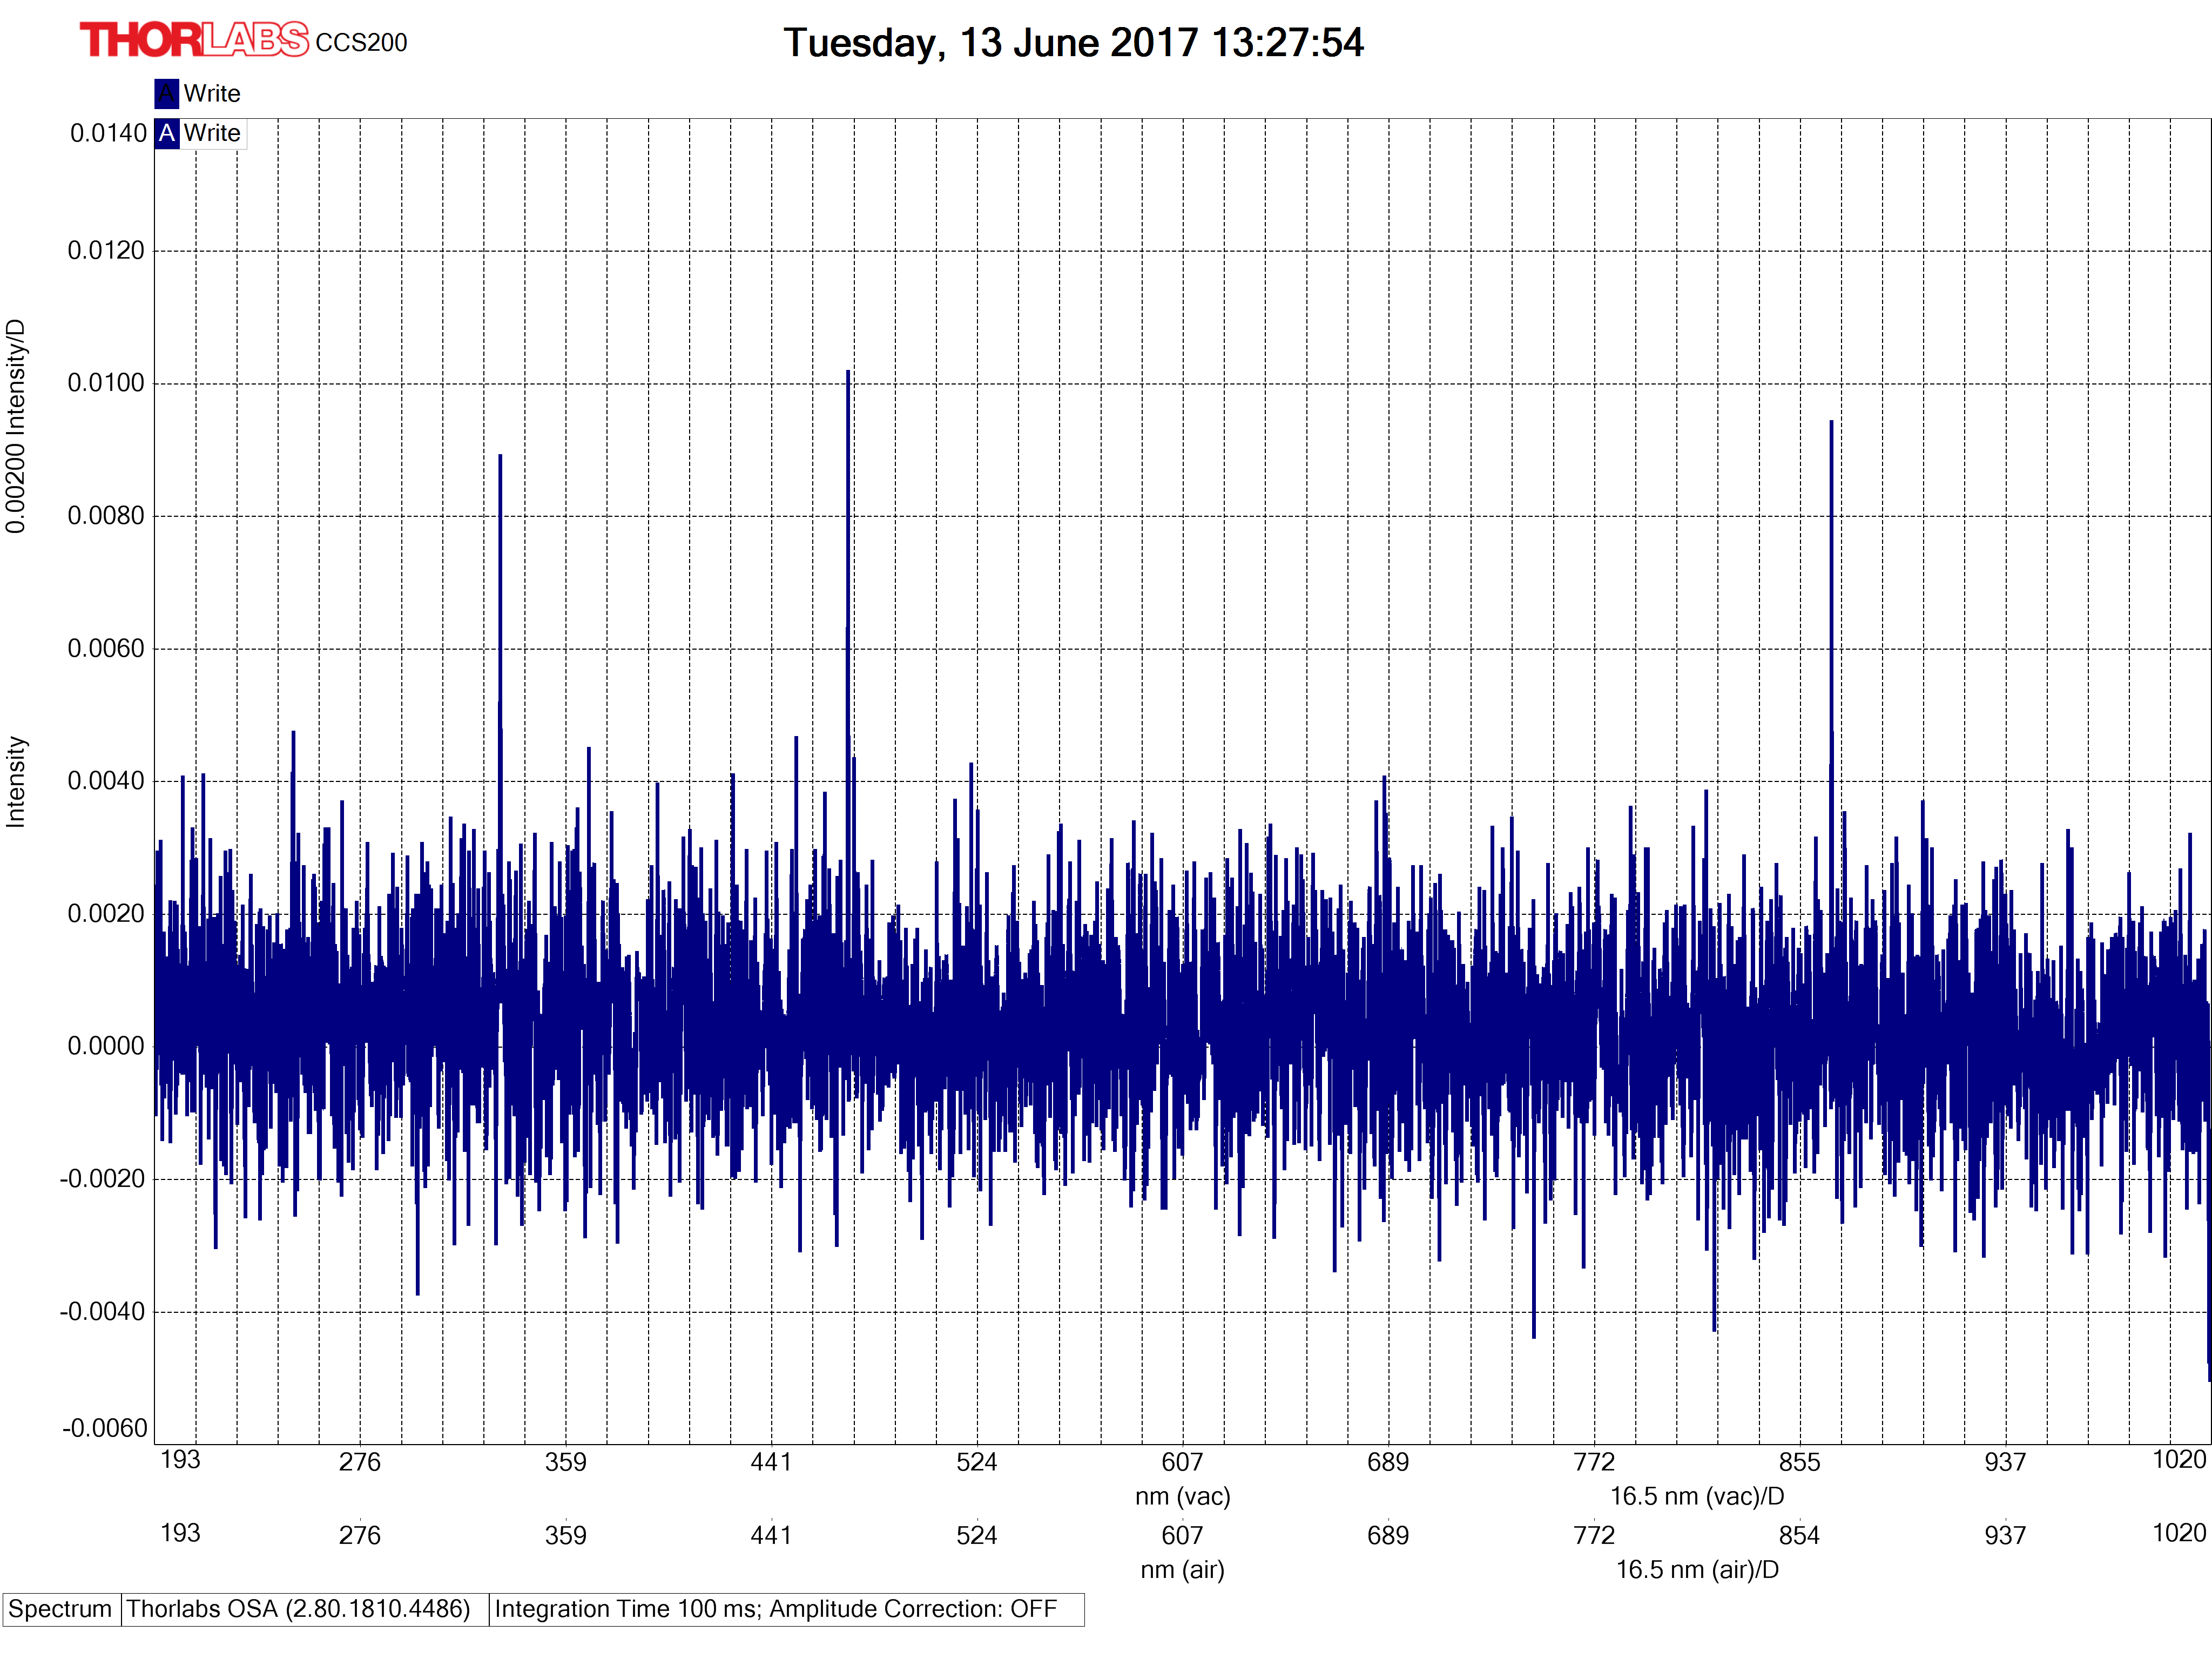 THORLABS CCS200
Tuesday, 13 June 2017 13:27:54
A Write
A Write
0.0140
0.0120
0.0100
0.0080
0.0060
0.0040
0.0020
0.0000
-0.0020
-0.0040
-0.0060
0.00200 Intensity/D
Intensity
193 276 359 441 524 607 689 772 855 937 1020
nm (vac) 16.5 nm (vac)/D
193 276 359 441 524 607 689 772 854 937 1020
nm (air) 16.5 nm (air)/D
Spectrum Thorlabs OSA (2.80.1810.4486) Integration Time 100 ms; Amplitude Correction: OFF